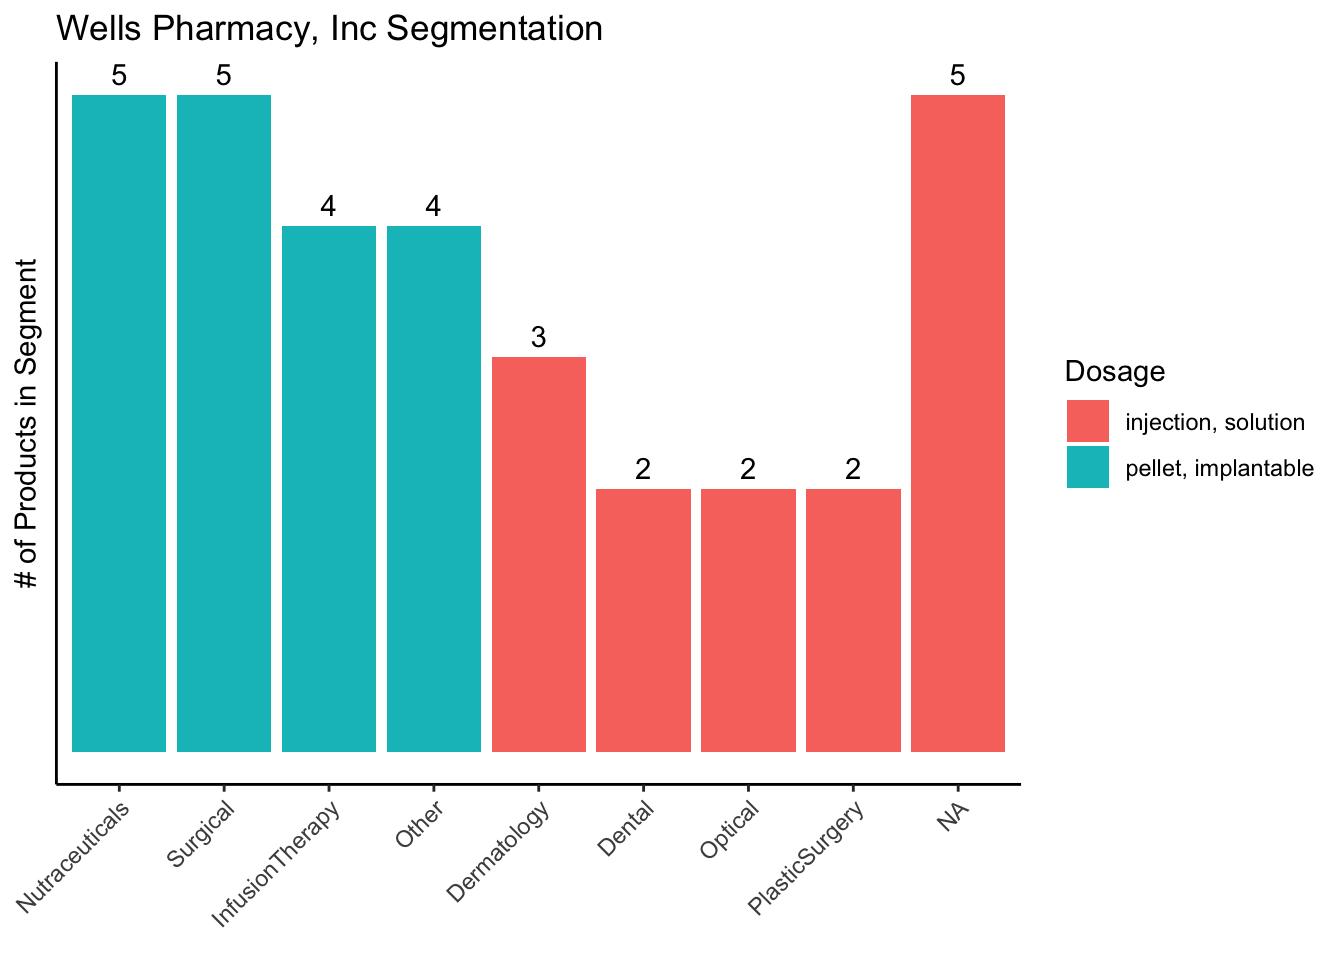 Wells Pharmacy, Inc Segmentation
5
5
4
4
3
2
2
2
5
# of Products in Segment
Nutraceuticals
Surgical
InfusionTherapy
Other
Dermatology
Dental
Optical
PlasticSurgery
NA
Dosage
injection, solution
pellet, implantable